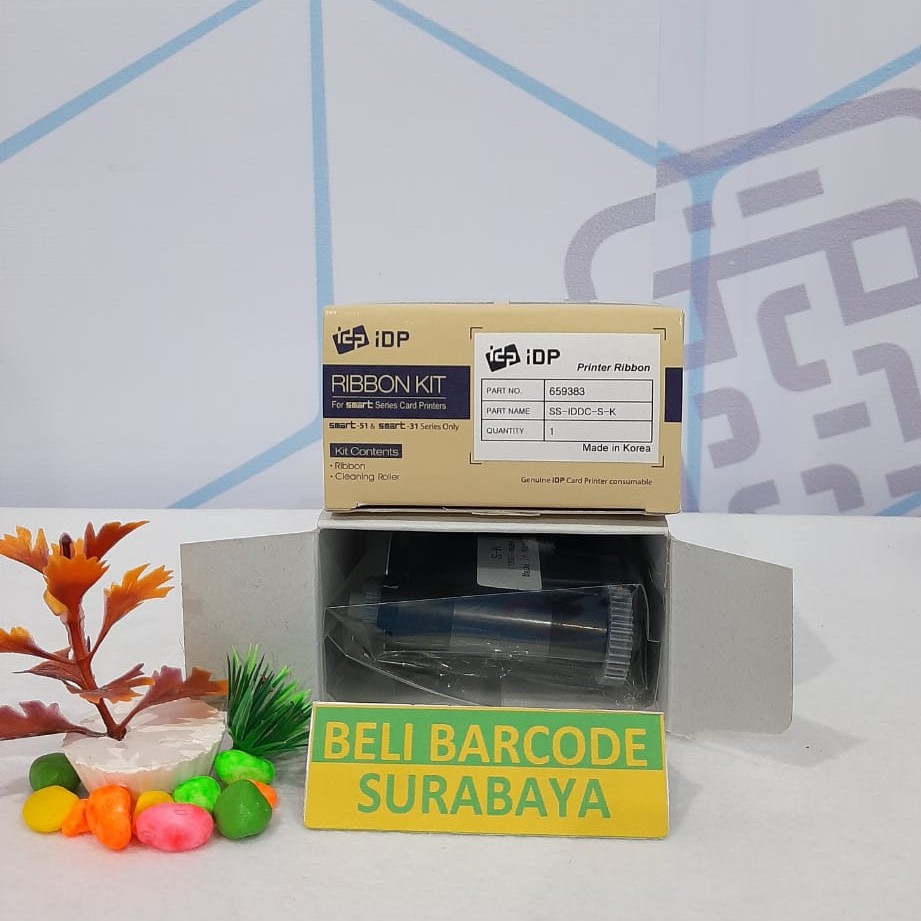 iDP
RIBBON KIT
For smart Series Card Printers
smart-51 & smart-31 Series Only
Kit Contents
• Ribbon
• Cleaning Roller
iDP
Printer Ribbon
PART NO. 659383
PART NAME SS-IDDC-S-K
QUANTITY 1
Made in Korea
Genuine iDP Card Printer consumable
S-K
BELI BARCODE
SURABAYA